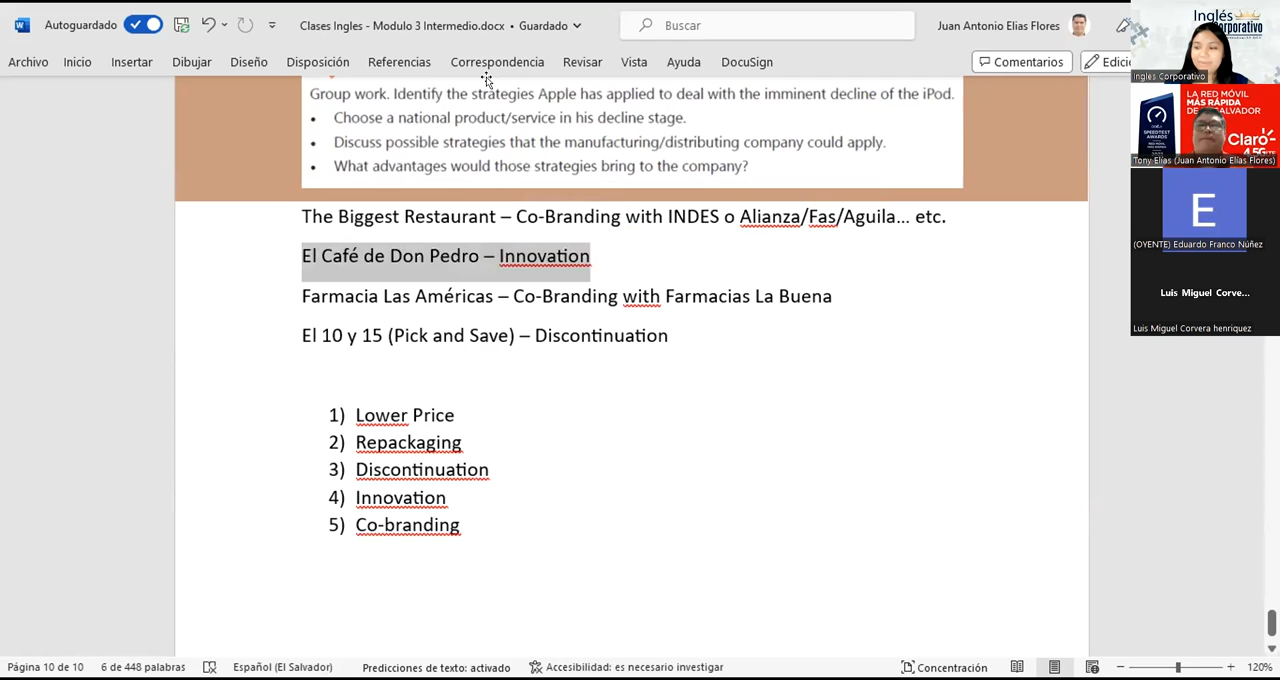 Autoguardado
Clases Ingles - Modulo 3 Intermedio.docx • Guardado
Buscar
Juan Antonio Elias Flores
Archivo Inicio Insertar Dibujar Diseño Disposición Referencias Correspondencia Revisar Vista Ayuda DocuSign
Comentarios
Edició
Group work. Identify the strategies Apple has applied to deal with the imminent decline of the iPod.
• Choose a national product/service in his decline stage.
• Discuss possible strategies that the manufacturing/distributing company could apply.
• What advantages would those strategies bring to the company?
The Biggest Restaurant – Co-Branding with INDES o Alianza/Fas/Aguila... etc.
El Café de Don Pedro – Innovation
Farmacia Las Américas – Co-Branding with Farmacias La Buena
El 10 y 15 (Pick and Save) – Discontinuation
1) Lower Price
2) Repackaging
3) Discontinuation
4) Innovation
5) Co-branding
Inglés
Corporativo
Ingles Corporativo
LA RED MÓVIL
MÁS RÁPIDA
SALVADOR
SPEEDTEST
AWARDS
Claro
4.5G
Tony Elías (Juan Antonio Elías Flores)
E
(OYENTE) Eduardo Franco Núñez
Luis Miguel Corve...
Luis Miguel Corvera henriquez
Página 10 de 10 6 de 448 palabras Español (El Salvador) Predicciones de texto: activado Accesibilidad: es necesario investigar Concentración 120%